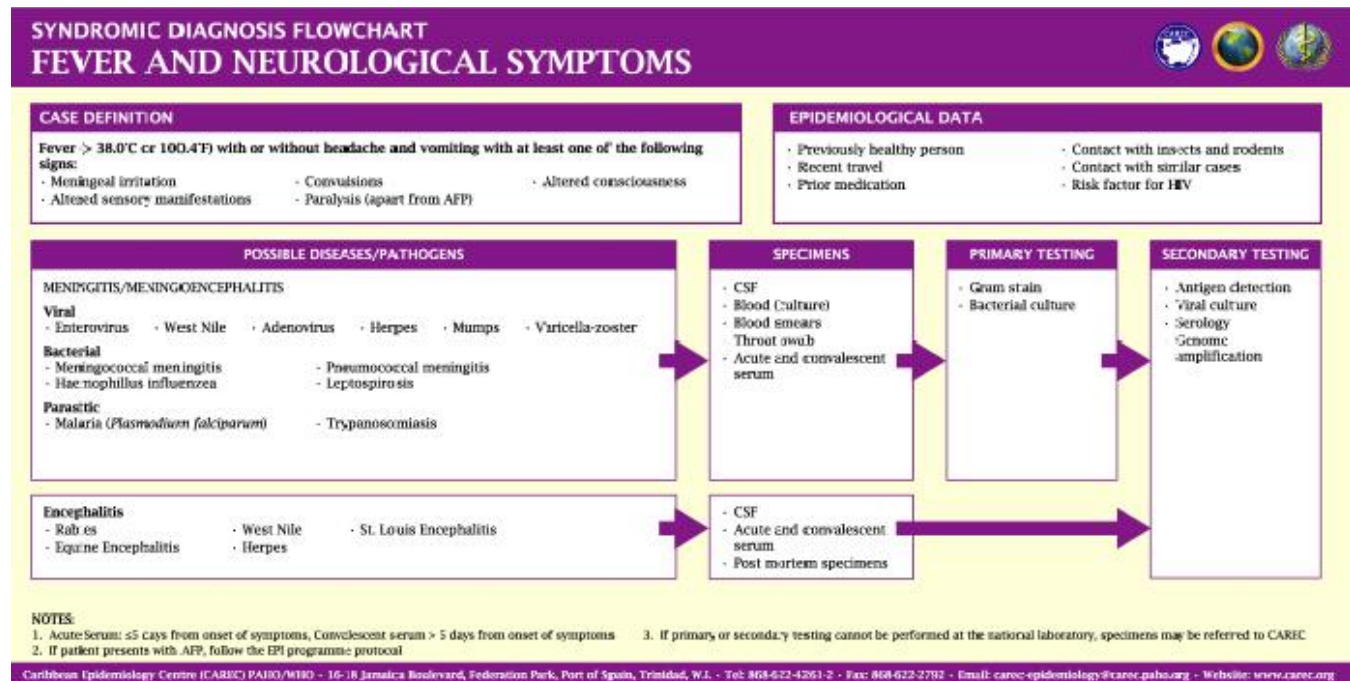 SYNDROMIC DIAGNOSIS FLOWCHART
FEVER AND NEUROLOGICAL SYMPTOMS
CASE DEFINITION
Fever (> 38.0°C or 100.4°F) with or without headache and vomiting with at least one of the following
signs:
· Meningeal irritation · Convulsions · Altered consciousness
· Altered sensory manifestations · Paralysis (apart from AFP)
EPIDEMIOLOGICAL DATA
· Previously healthy person · Contact with insects and rodents
· Recent travel · Contact with similar cases
· Prior medication · Risk factor for HIV
POSSIBLE DISEASES/PATHOGENS
MENINGITIS/MENINGOENCEPHALITIS
Viral
· Enterovirus · West Nile · Adenovirus · Herpes · Mumps · Varicella-zoster
Bacterial
· Meningococcal meningitis · Pneumococcal meningitis
· Haemophillus influenzea · Leptospirosis
Parasitic
· Malaria (Plasmodium falciparum) · Trypanosomiasis
SPECIMENS
· CSF
· Blood (Culture)
· Blood smears
· Throat swab
· Acute and convalescent
serum
PRIMARY TESTING
· Gram stain
· Bacterial culture
SECONDARY TESTING
· Antigen detection
· Viral culture
· Serology
· Genome
amplification
Encephalitis
· Rabies · West Nile · St. Louis Encephalitis
· Equine Encephalitis · Herpes
· CSF
· Acute and convalescent
serum
· Post mortem specimens
NOTES:
1. Acute Serum: ≤5 days from onset of symptoms, Convalescent serum > 5 days from onset of symptoms
2. If patient presents with AFP, follow the EPI programme protocol
3. If primary or secondary testing cannot be performed at the national laboratory, specimens may be referred to CAREC
Caribbean Epidemiology Centre (CAREC) PAHO/WHO - 16-18 Jamaica Boulevard, Federation Park, Port of Spain, Trinidad, W.I. - Tel: 868-622-4261-2 - Fax: 868-622-2792 - Email: carec-epidemiology@carec.paho.org - Website: www.carec.org